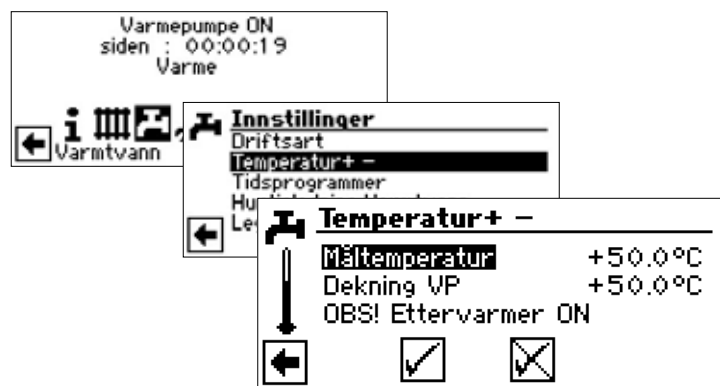 Varmepumpe ON
siden : 00:00:19
Varme
Varmtvann
Innstillinger
Driftsart
Temperatur+ −
Tidsprogrammer
Temperatur+ −
Måltemperatur +50.0°C
Dekning VP +50.0°C
OBS! Ettervarmer ON